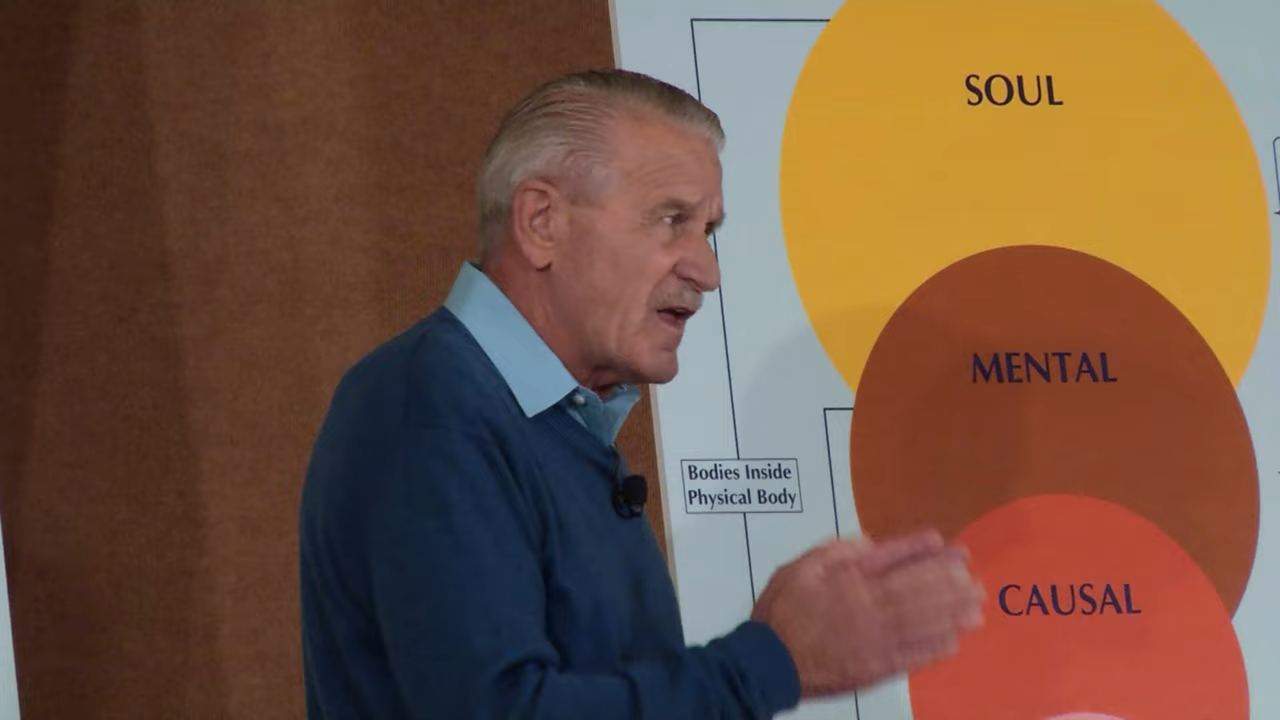 SOUL
MENTAL
Bodies Inside
Physical Body
CAUSAL